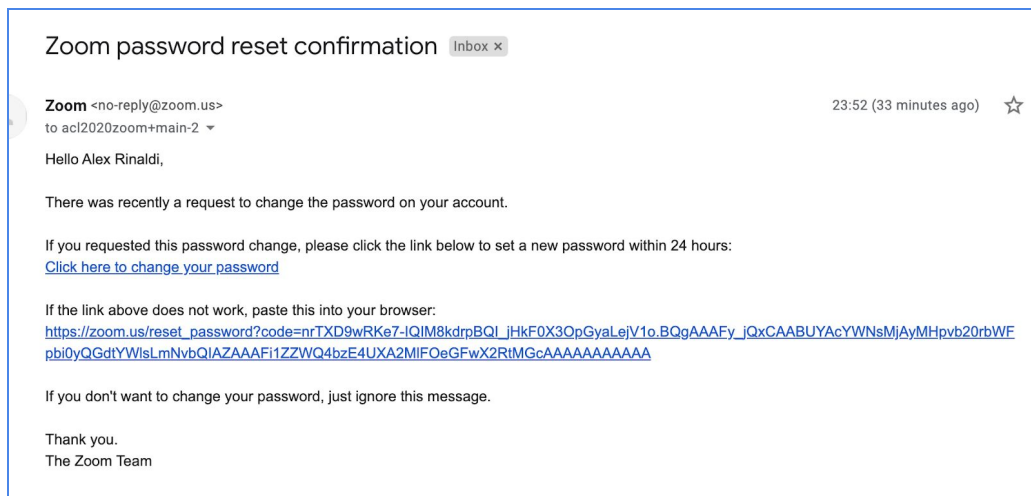 Zoom password reset confirmation Inbox ×
Zoom <no-reply@zoom.us> 23:52 (33 minutes ago)
to acl2020zoom+main-2
Hello Alex Rinaldi,
There was recently a request to change the password on your account.
If you requested this password change, please click the link below to set a new password within 24 hours:
Click here to change your password
If the link above does not work, paste this into your browser:
https://zoom.us/reset_password?code=nrTXD9wRKe7-IQIM8kdrpBQI_jHkF0X3OpGyaLejV1o.BQgAAAFy_jQxCAABUYAcYWNsMjAyMHpvb20rbWF
pbi0yQGdtYWlsLmNvbQIAZAAAFi1ZZWQ4bzE4UXA2MlFOeGFwX2RtMGcAAAAAAAAAAA
If you don't want to change your password, just ignore this message.
Thank you.
The Zoom Team